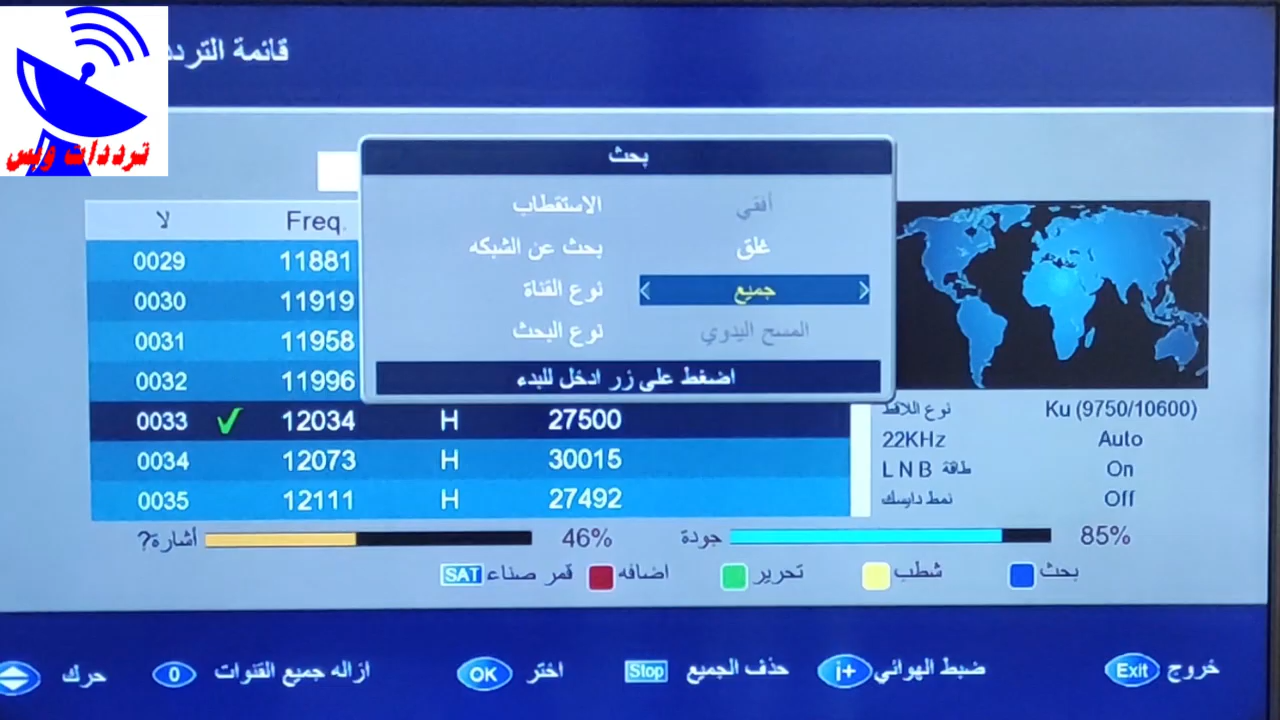 قائمة التردد
ترددات ويس
بحث
الاستقطاب أفقي
بحث عن الشبكه غلق
نوع القناة جميع
نوع البحث المسح اليدوي
اضغط على زر ادخل للبدء
لا Freq.
0029 11881
0030 11919
0031 11958
0032 11996
0033 12034 H 27500
0034 12073 H 30015
0035 12111 H 27492
نوع اللاقط Ku (9750/10600)
22KHz Auto
طاقة LNB On
نمط دايسك Off
أشارة? 46% جودة 85%
SAT قمر صناء اضافه تحرير شطب بحث
حرك 0 ازاله جميع القنوات OK اختر Stop حذف الجميع i+ ضبط الهوائي Exit خروج